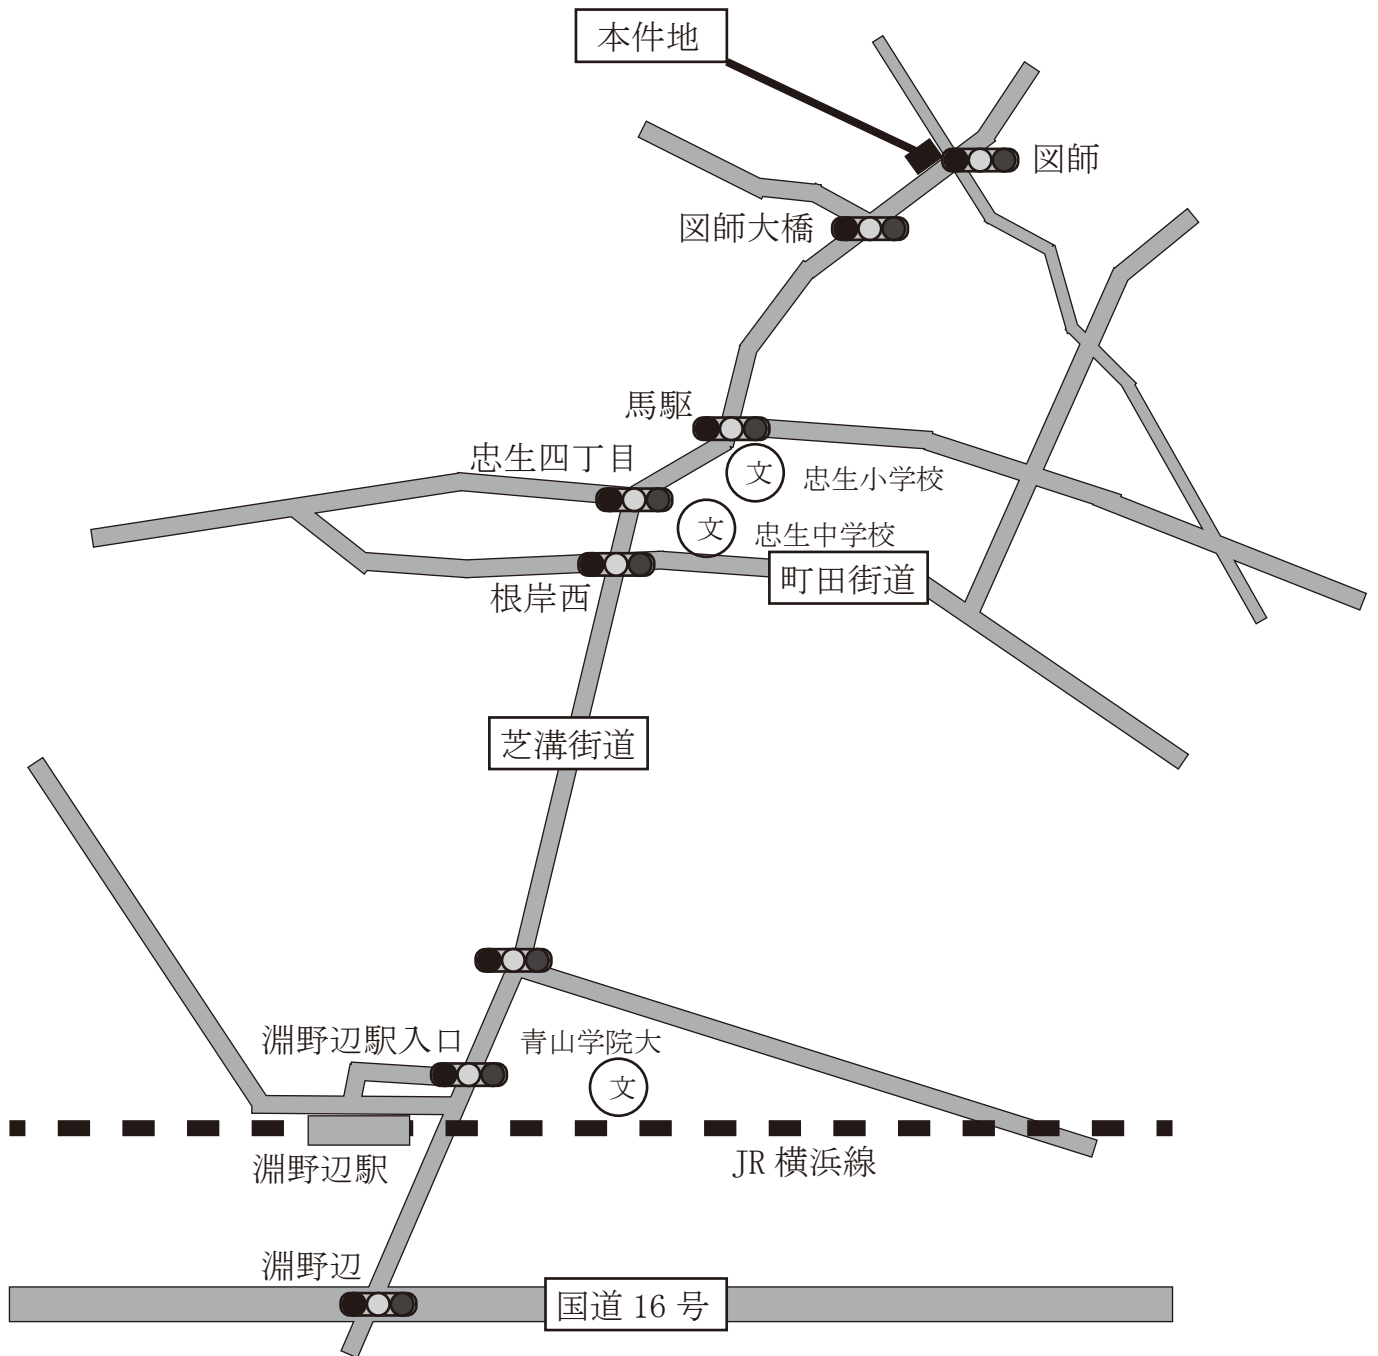 本件地
図師
図師大橋
馬駆
忠生四丁目
文
忠生小学校
文
忠生中学校
町田街道
根岸西
芝溝街道
淵野辺駅入口
青山学院大
文
淵野辺駅
JR 横浜線
淵野辺
国道 16 号